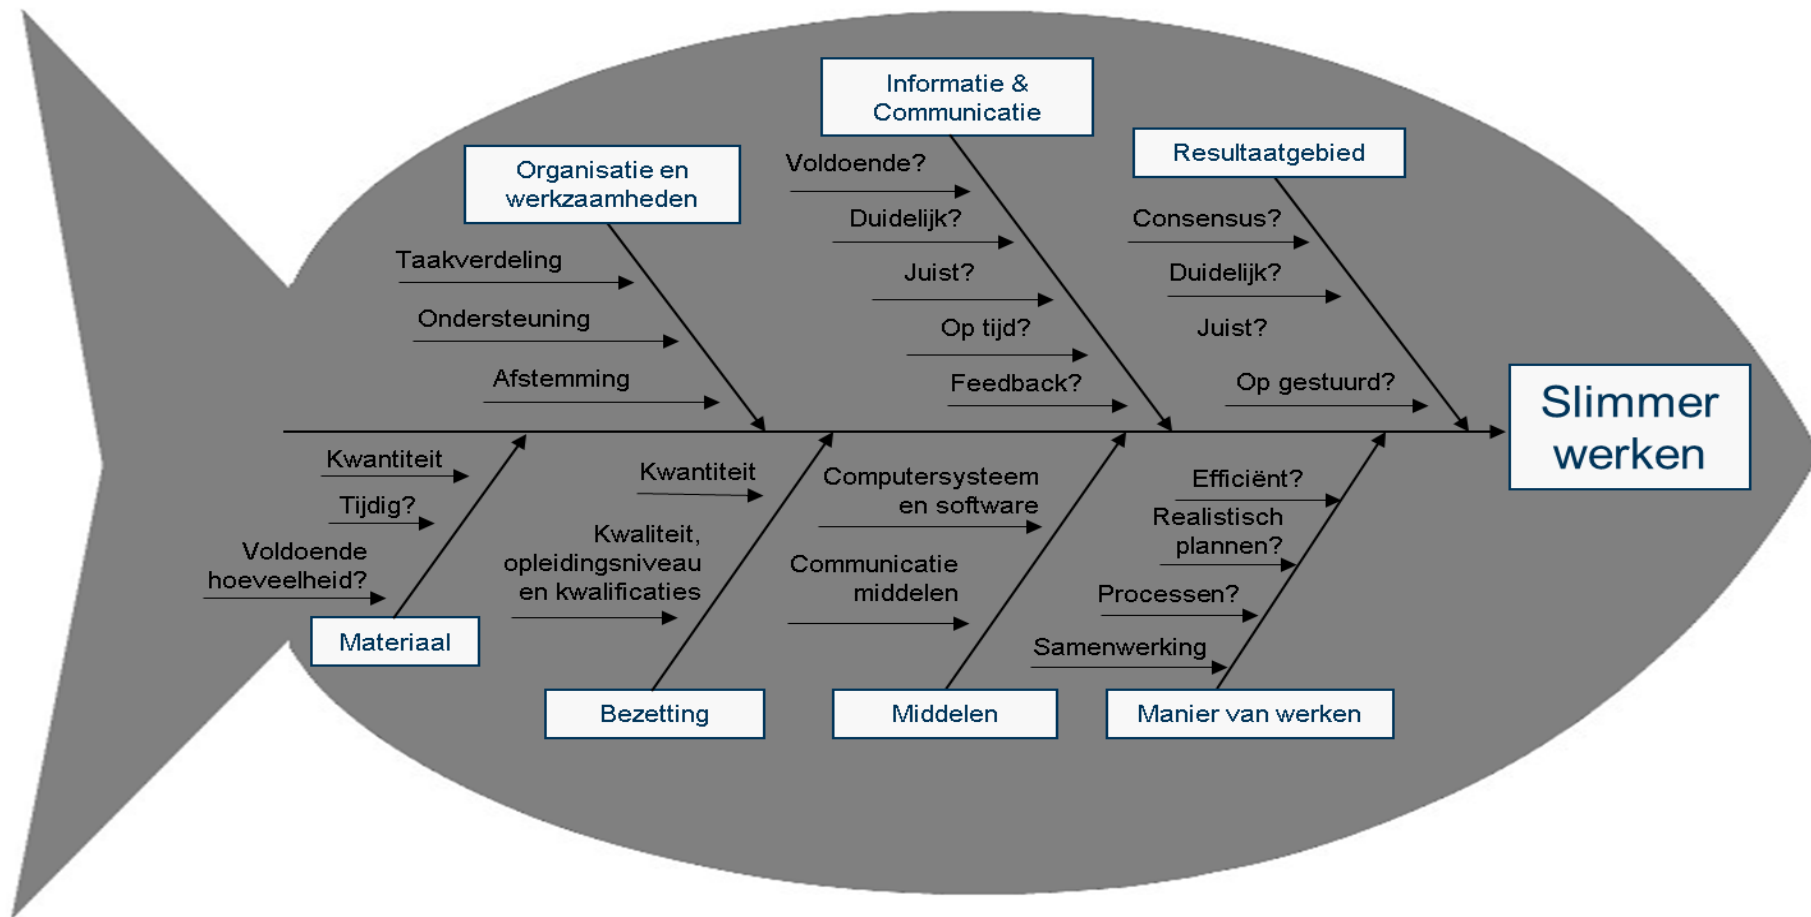 Informatie &
Communicatie
Organisatie en
werkzaamheden
Resultaatgebied
Taakverdeling
Ondersteuning
Afstemming
Voldoende?
Duidelijk?
Juist?
Op tijd?
Feedback?
Consensus?
Duidelijk?
Juist?
Op gestuurd?
Slimmer
werken
Kwantiteit
Tijdig?
Voldoende
hoeveelheid?
Materiaal
Kwantiteit
Kwaliteit,
opleidingsniveau
en kwalificaties
Bezetting
Computersysteem
en software
Communicatie
middelen
Middelen
Efficiënt?
Realistisch
plannen?
Processen?
Samenwerking
Manier van werken